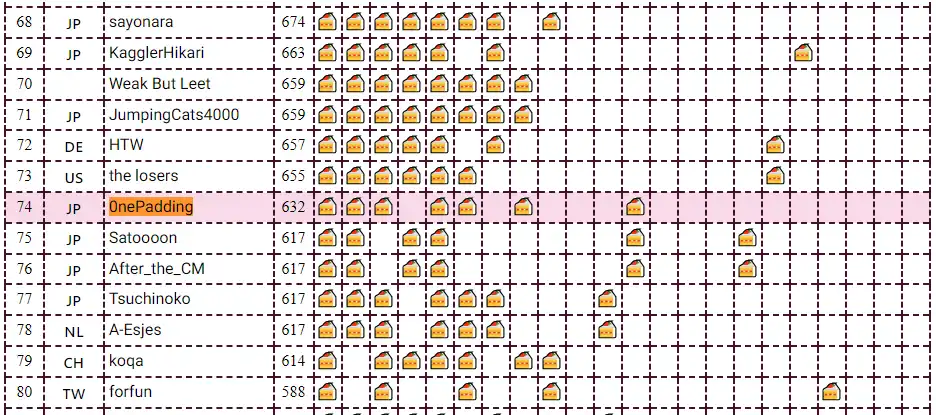 68 JP sayonara 674
69 JP KagglerHikari 663
70 Weak But Leet 659
71 JP JumpingCats4000 659
72 DE HTW 657
73 US the losers 655
74 JP 0nePadding 632
75 JP Satoooon 617
76 JP After_the_CM 617
77 JP Tsuchinoko 617
78 NL A-Esjes 617
79 CH koqa 614
80 TW forfun 588